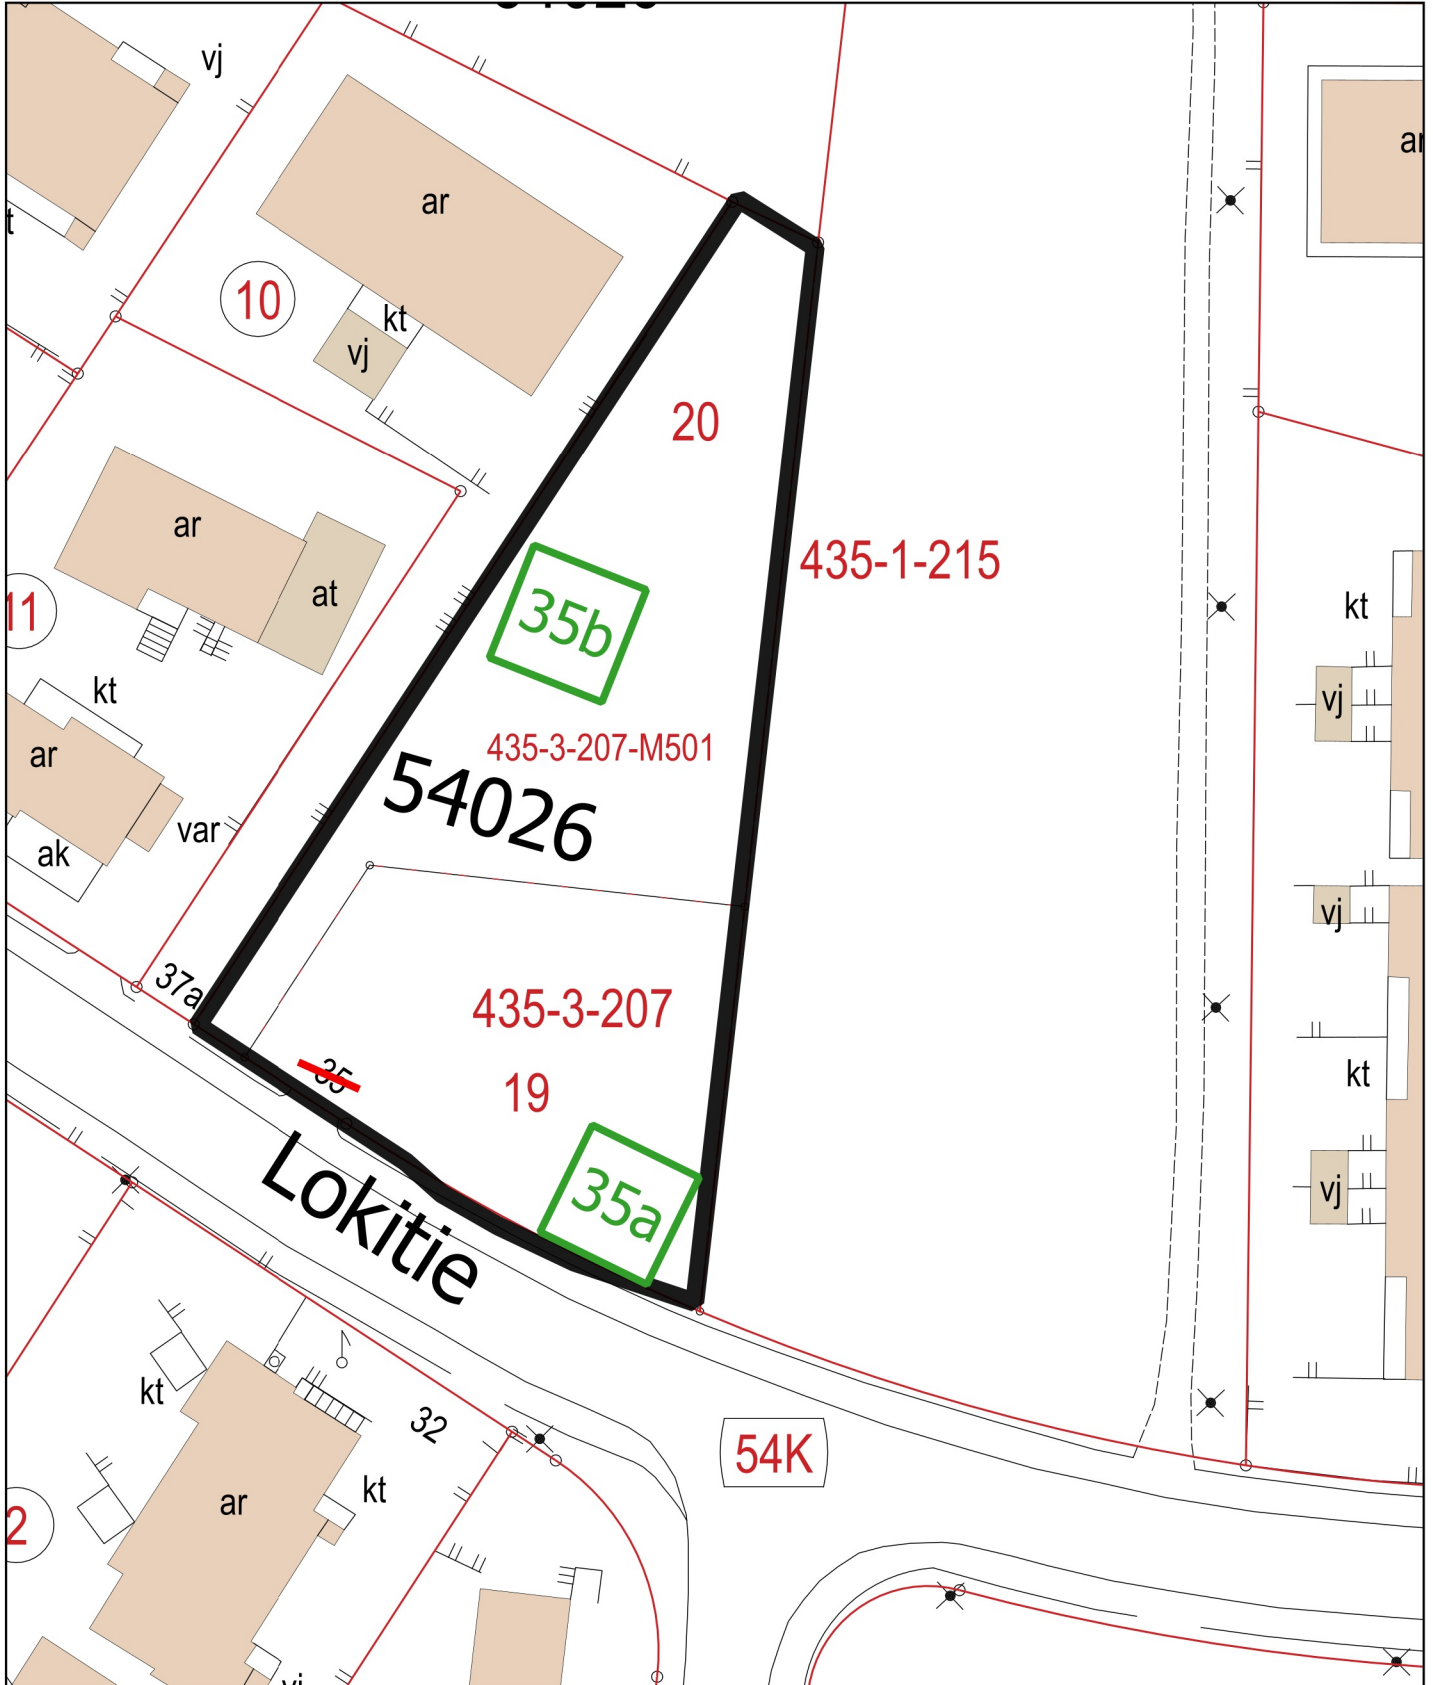 vj
ar
ar
t
10
kt
vj
20
ar
435-1-215
at
11
35b
kt
kt
vj
435-3-207-M501
ar
54026
var
ak
vj
37a
435-3-207
35
19
kt
Lokitie
35a
vj
kt
32
54K
kt
ar
2
vj